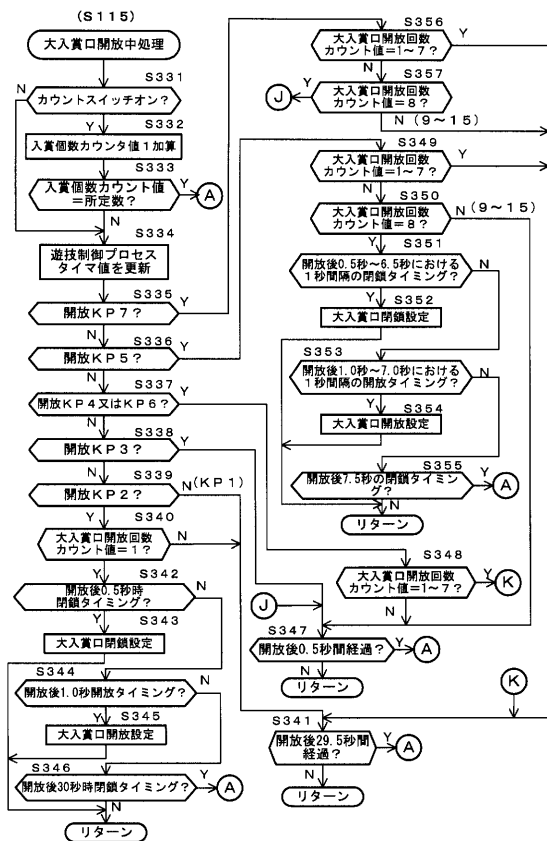 (S115)
大入賞口開放中処理
S331
N
カウントスイッチオン?
Y
S332
入賞個数カウンタ値1加算
S333
入賞個数カウント値
=所定数?
Y
A
N
S334
遊技制御プロセス
タイマ値を更新
S335
開放KP7?
Y
N
S336
開放KP5?
Y
N
S337
開放KP4又はKP6?
Y
N
S338
開放KP3?
Y
N
S339
開放KP2?
N(KP1)
Y
S340
大入賞口開放回数
カウント値=1?
N
Y
S342
開放後0.5秒時
閉鎖タイミング?
N
Y
S343
大入賞口閉鎖設定
S344
開放後1.0秒開放タイミング?
N
Y
S345
大入賞口開放設定
S346
開放後30秒時閉鎖タイミング?
Y
A
N
リターン
S356
大入賞口開放回数
カウント値=1~7?
Y
N
S357
Y
J
大入賞口開放回数
カウント値=8?
N(9~15)
S349
大入賞口開放回数
カウント値=1~7?
Y
N
S350
大入賞口開放回数
カウント値=8?
N(9~15)
Y
S351
開放後0.5秒~6.5秒における
1秒間隔の閉鎖タイミング?
N
Y
S352
大入賞口閉鎖設定
S353
開放後1.0秒~7.0秒における
1秒間隔の開放タイミング?
N
Y
S354
大入賞口開放設定
S355
開放後7.5秒の閉鎖タイミン
グ?
Y
A
N
リターン
S348
大入賞口開放回数
カウント値=1~7?
Y
K
N
J
S347
開放後0.5秒間経過?
Y
A
N
リターン
K
S341
開放後29.5秒間
経過?
Y
A
N
リターン